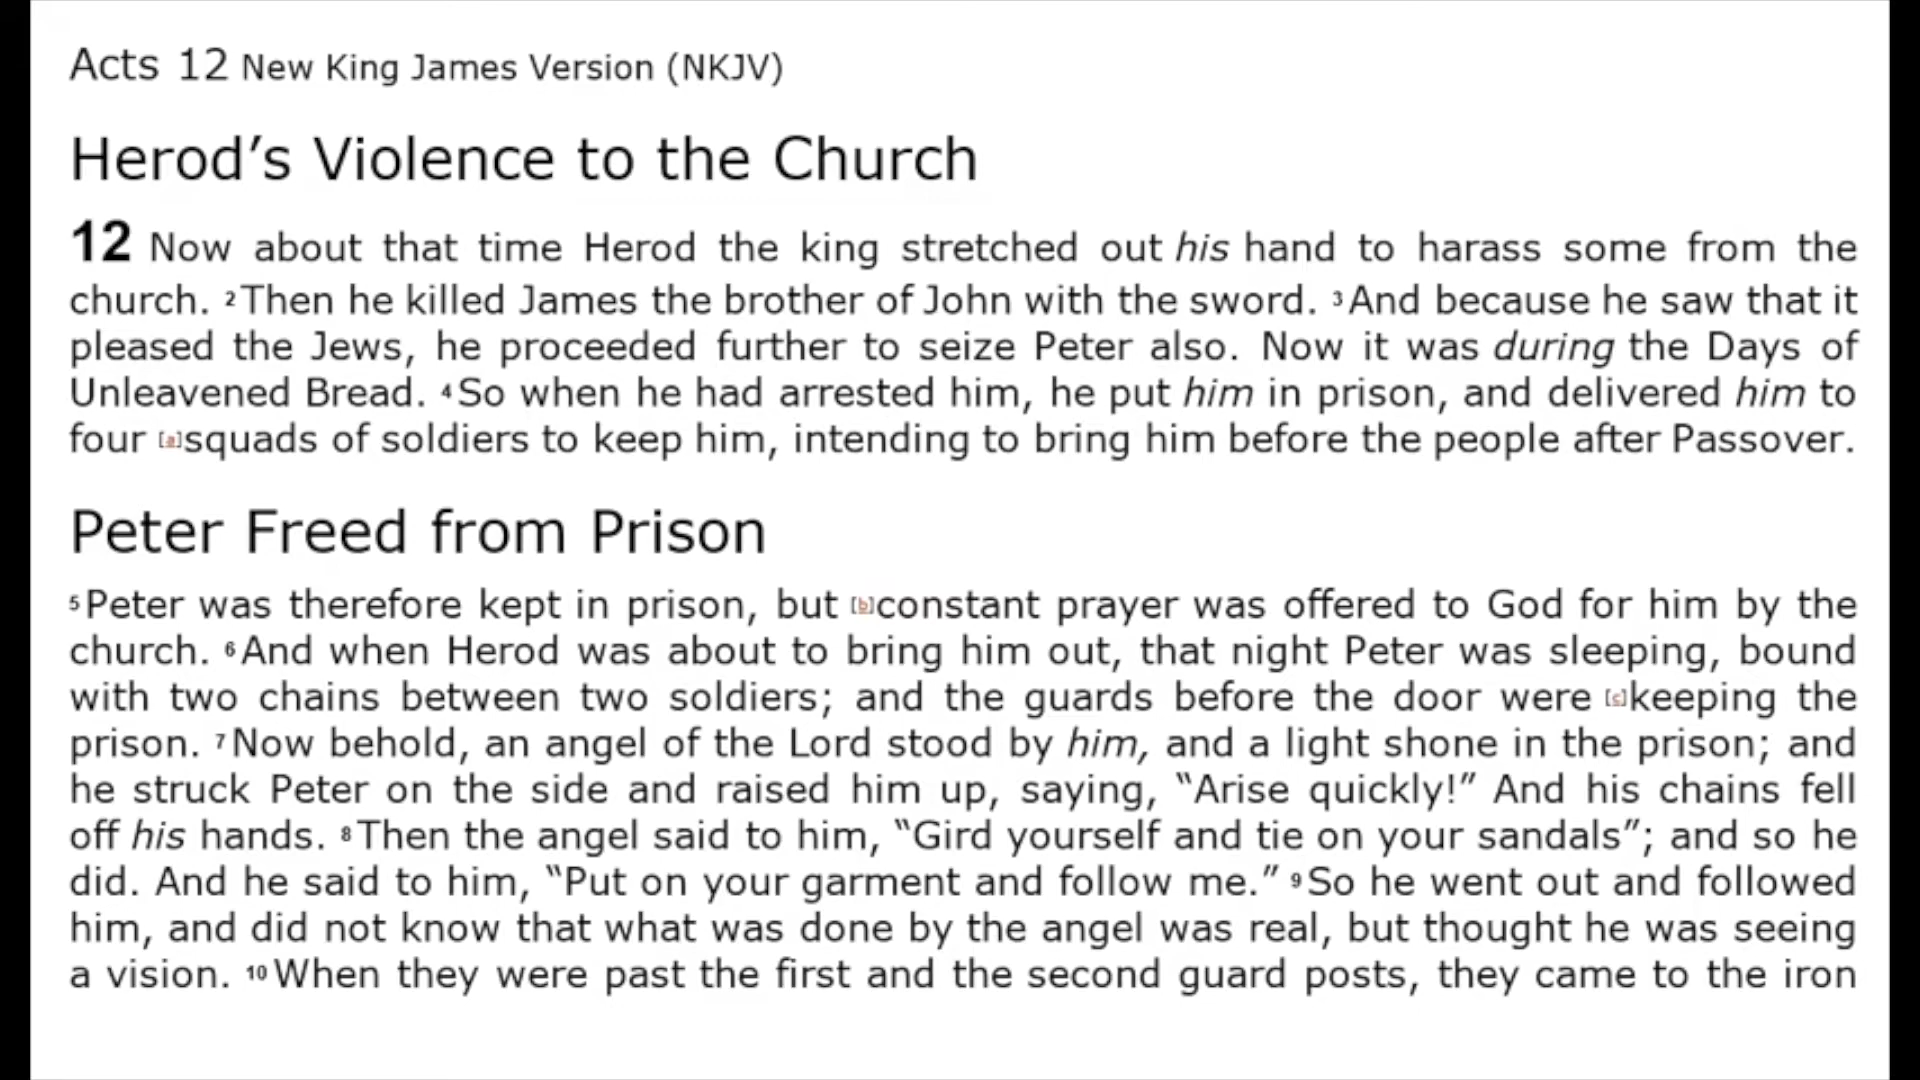 Acts 12 New King James Version (NKJV)
Herod’s Violence to the Church
12 Now about that time Herod the king stretched out his hand to harass some from the
church. 2 Then he killed James the brother of John with the sword. 3 And because he saw that it
pleased the Jews, he proceeded further to seize Peter also. Now it was during the Days of
Unleavened Bread. 4 So when he had arrested him, he put him in prison, and delivered him to
four [a]squads of soldiers to keep him, intending to bring him before the people after Passover.
Peter Freed from Prison
5 Peter was therefore kept in prison, but [b]constant prayer was offered to God for him by the
church. 6 And when Herod was about to bring him out, that night Peter was sleeping, bound
with two chains between two soldiers; and the guards before the door were [c]keeping the
prison. 7 Now behold, an angel of the Lord stood by him, and a light shone in the prison; and
he struck Peter on the side and raised him up, saying, “Arise quickly!” And his chains fell
off his hands. 8 Then the angel said to him, “Gird yourself and tie on your sandals”; and so he
did. And he said to him, “Put on your garment and follow me.” 9 So he went out and followed
him, and did not know that what was done by the angel was real, but thought he was seeing
a vision. 10 When they were past the first and the second guard posts, they came to the iron